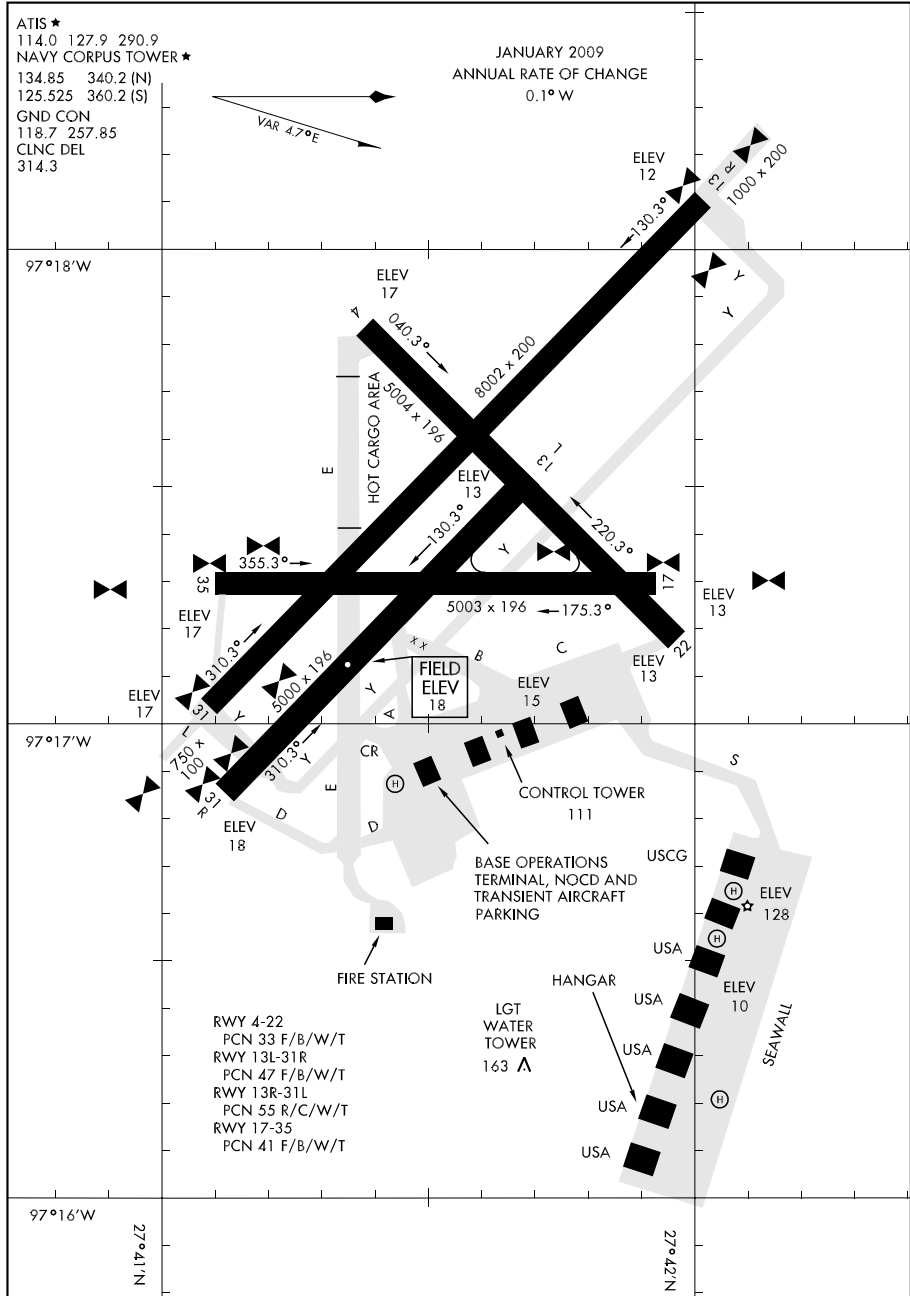 ATIS ★
114.0 127.9 290.9
NAVY CORPUS TOWER ★
134.85 340.2 (N)
125.525 360.2 (S)
GND CON
118.7 257.85
CLNC DEL
314.3
JANUARY 2009
ANNUAL RATE OF CHANGE
0.1° W
VAR 4.7°E
ELEV
12
13
R
1000 x 200
130.3°
97°18'W
ELEV
17
4
040.3°
8002 x 200
Y
Y
5004 x 196
HOT CARGO AREA
E
L
13
ELEV
13
130.3°
220.3°
Y
35
355.3°
17
5003 x 196
175.3°
ELEV
13
ELEV
17
310.3°
5000 x 196
X X
B
C
22
ELEV
13
FIELD
ELEV
18
ELEV
15
ELEV
17
31
L
Y
Y
A
97°17'W
750 x
100
310.3°
Y
CR
E
H
31
R
D
D
ELEV
18
CONTROL TOWER
111
S
BASE OPERATIONS
TERMINAL, NOCD AND
TRANSIENT AIRCRAFT
PARKING
USCG
H
ELEV
128
H
USA
FIRE STATION
HANGAR
ELEV
10
USA
LGT
WATER
TOWER
163
SEAWALL
USA
H
USA
USA
RWY 4-22
PCN 33 F/B/W/T
RWY 13L-31R
PCN 47 F/B/W/T
RWY 13R-31L
PCN 55 R/C/W/T
RWY 17-35
PCN 41 F/B/W/T
97°16'W
27°41'N
27°42'N